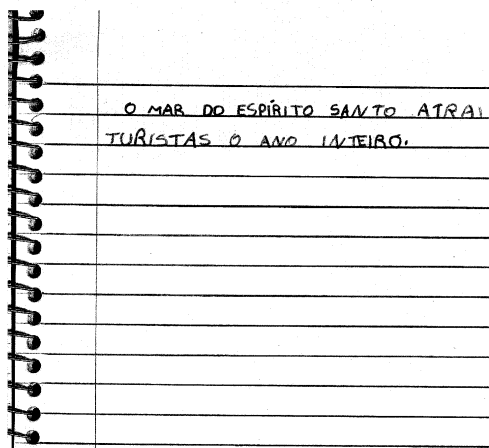 O MAR DO ESPÍRITO SANTO ATRAI
TURISTAS O ANO INTEIRO.